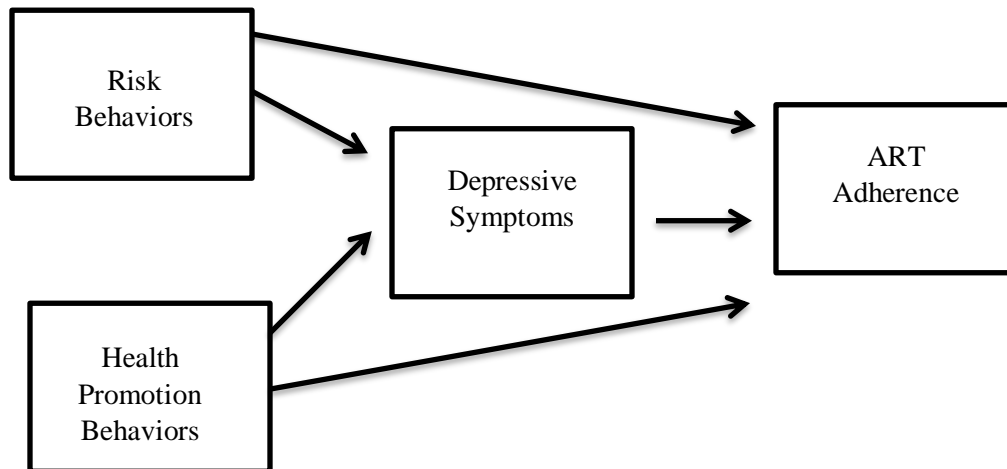 Risk
Behaviors
Depressive
Symptoms
ART
Adherence
Health
Promotion
Behaviors